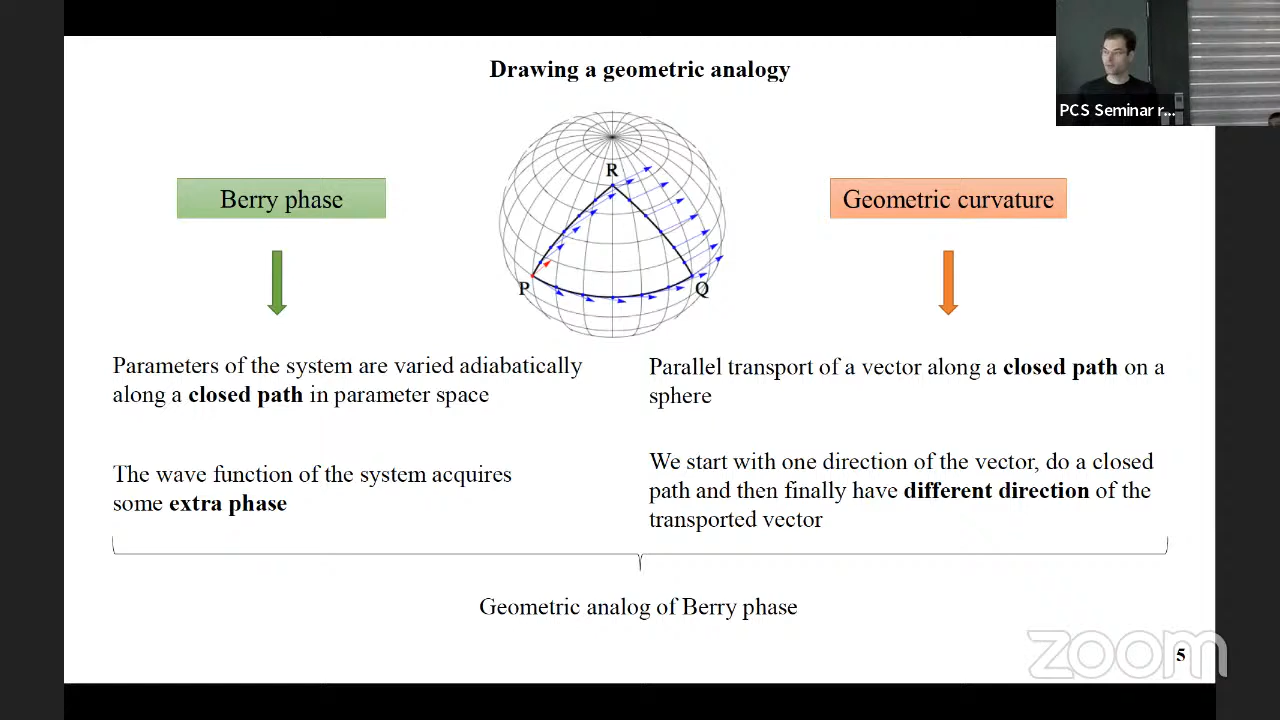 Drawing a geometric analogy
PCS Seminar r...
Berry phase
R
P
Q
Geometric curvature
Parameters of the system are varied adiabatically
along a closed path in parameter space
The wave function of the system acquires
some extra phase
Parallel transport of a vector along a closed path on a
sphere
We start with one direction of the vector, do a closed
path and then finally have different direction of the
transported vector
Geometric analog of Berry phase
zoom
5